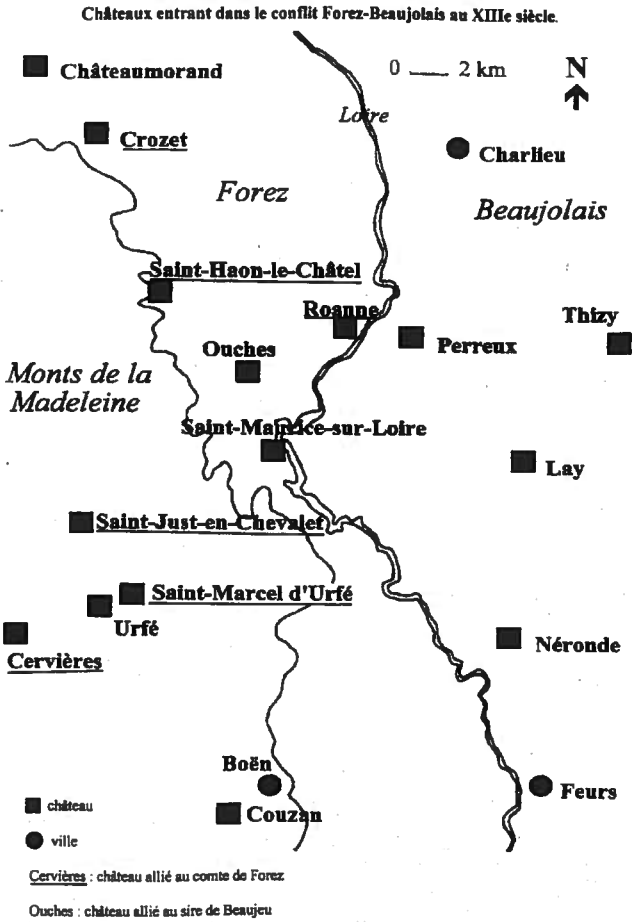 Châteaux entrant dans le conflit Forez-Beaujolais au XIIIe siècle.
Châteaumorand
0 2 km
N
Loire
Crozet
Charlieu
Forez
Beaujolais
Saint-Haon-le-Châtel
Roanne
Thizy
Perreux
Ouches
Monts de la
Madeleine
Saint-Maurice-sur-Loire
Lay
Saint-Just-en-Chevalet
Saint-Marcel d'Urfé
Urfé
Cervières
Néronde
Boën
Feurs
Couzan
château
ville
Cervières : château allié au comte de Forez
Ouches : château allié au sire de Beaujeu